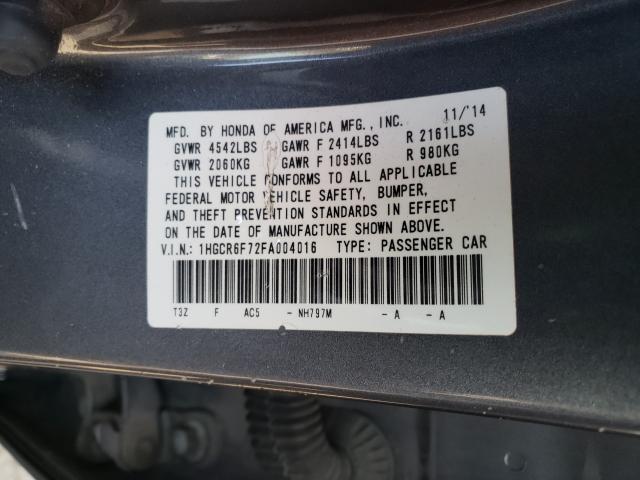 MFD. BY HONDA OF AMERICA MFG., INC. 11/'14
GVWR 4542LBS GAWR F 2414LBS R 2161LBS
GVWR 2060KG GAWR F 1095KG R 980KG
THIS VEHICLE CONFORMS TO ALL APPLICABLE
FEDERAL MOTOR VEHICLE SAFETY, BUMPER,
AND THEFT PREVENTION STANDARDS IN EFFECT
ON THE DATE OF MANUFACTURE SHOWN ABOVE.
V.I.N.: 1HGCR6F72FA004016 TYPE: PASSENGER CAR
T3Z F AC5 - NH797M - A - A